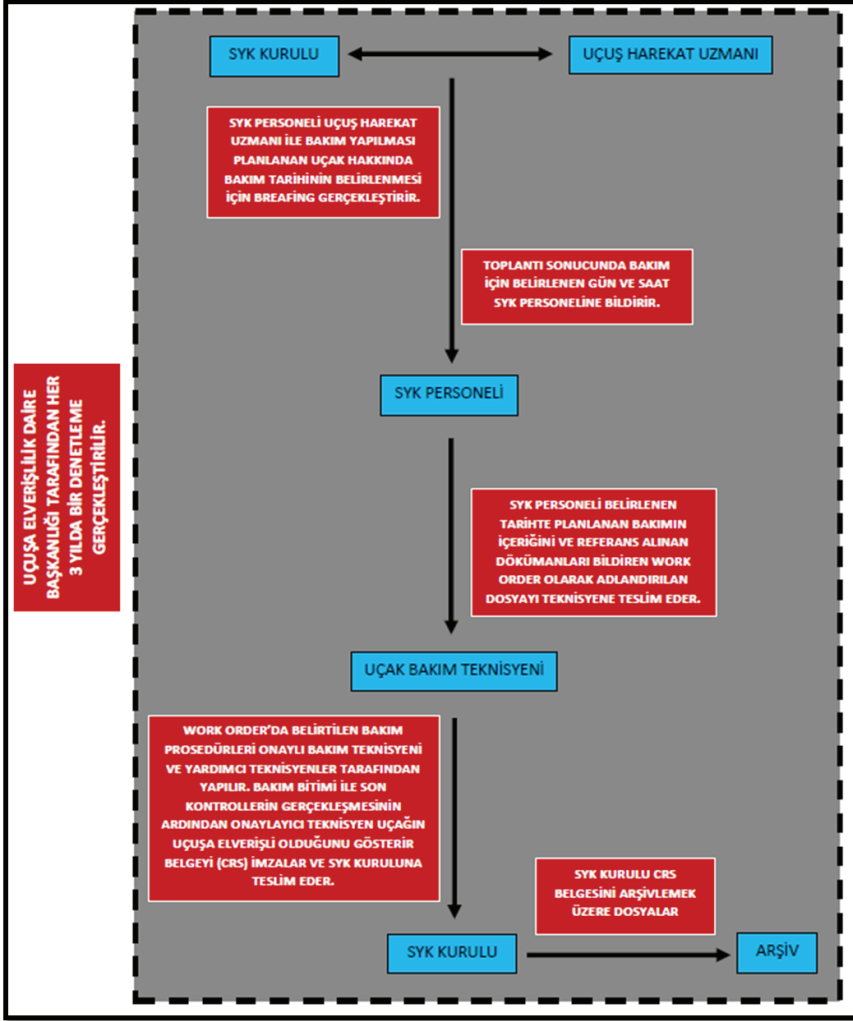 SYK KURULU
UÇUŞ HAREKAT UZMANI
SYK PERSONELİ UÇUŞ HAREKAT
UZMANI İLE BAKIM YAPILMASI
PLANLANAN UÇAK HAKKINDA
BAKIM TARİHİNİN BELİRLENMESİ
İÇİN BREAFİNG GERÇEKLEŞTİRİR.
TOPLANTI SONUCUNDA BAKIM
İÇİN BELİRLENEN GÜN VE SAAT
SYK PERSONELİNE BİLDİRİR.
UÇUŞA ELVERİŞLİLİK DAİRE
BAŞKANLIĞI TARAFINDAN HER
3 YILDA BİR DENETLEME
GERÇEKLEŞTİRİLİR.
SYK PERSONELİ
SYK PERSONELİ BELİRLENEN
TARİHTE PLANLANAN BAKIMIN
İÇERİĞİNİ VE REFERANS ALINAN
DÖKÜMANLARI BİLDİREN WORK
ORDER OLARAK ADLANDIRILAN
DOSYAYI TEKNİSYENE TESLİM EDER.
UÇAK BAKIM TEKNİSYENİ
WORK ORDER'DA BELİRTİLEN BAKIM
PROSEDÜRLERİ ONAYLI BAKIM TEKNİSYENİ
VE YARDIMCI TEKNİSYENLER TARAFINDAN
YAPILIR. BAKIM BİTİMİ İLE SON
KONTROLLERİN GERÇEKLEŞMESİNİN
ARDINDAN ONAYLAYICI TEKNİSYEN UÇAĞIN
UÇUŞA ELVERİŞLİ OLDUĞUNU GÖSTERİR
BELGEYİ (CRS) İMZALAR VE SYK KURULUNA
TESLİM EDER.
SYK KURULU CRS
BELGESİNİ ARŞİVLEMEK
ÜZERE DOSYALAR
SYK KURULU
ARŞİV